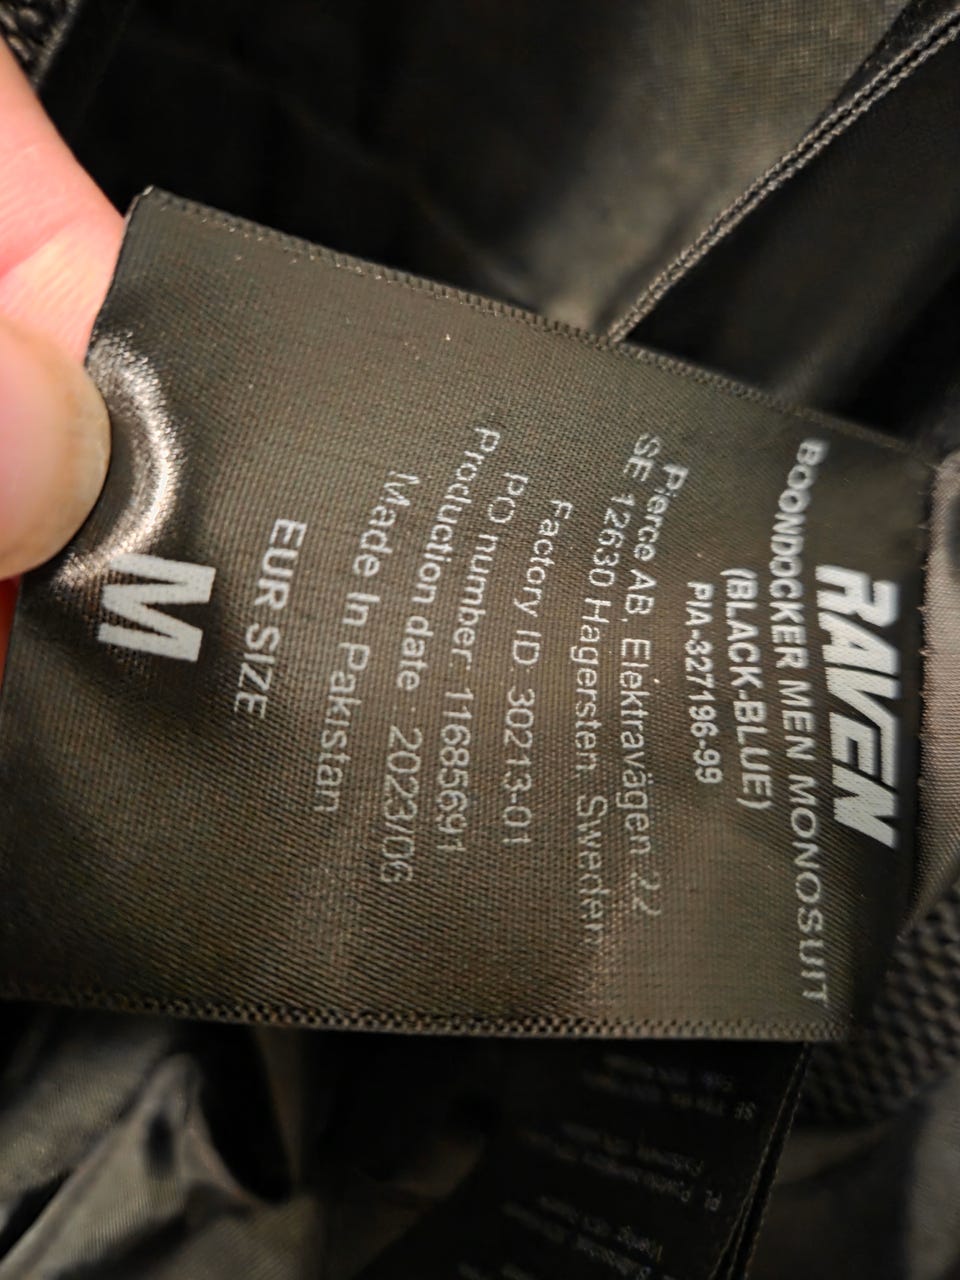 RAVEN
BOONDOCKER MEN MONOSUIT
(BLACK-BLUE)
PIA-327196-99
Pierce AB, Elektravägen 22
SE 12630 Hagersten, Sweden
Factory ID: 30213-01
PO number: 11685691
Production date : 2023/06
Made In Pakistan
EUR SIZE
M